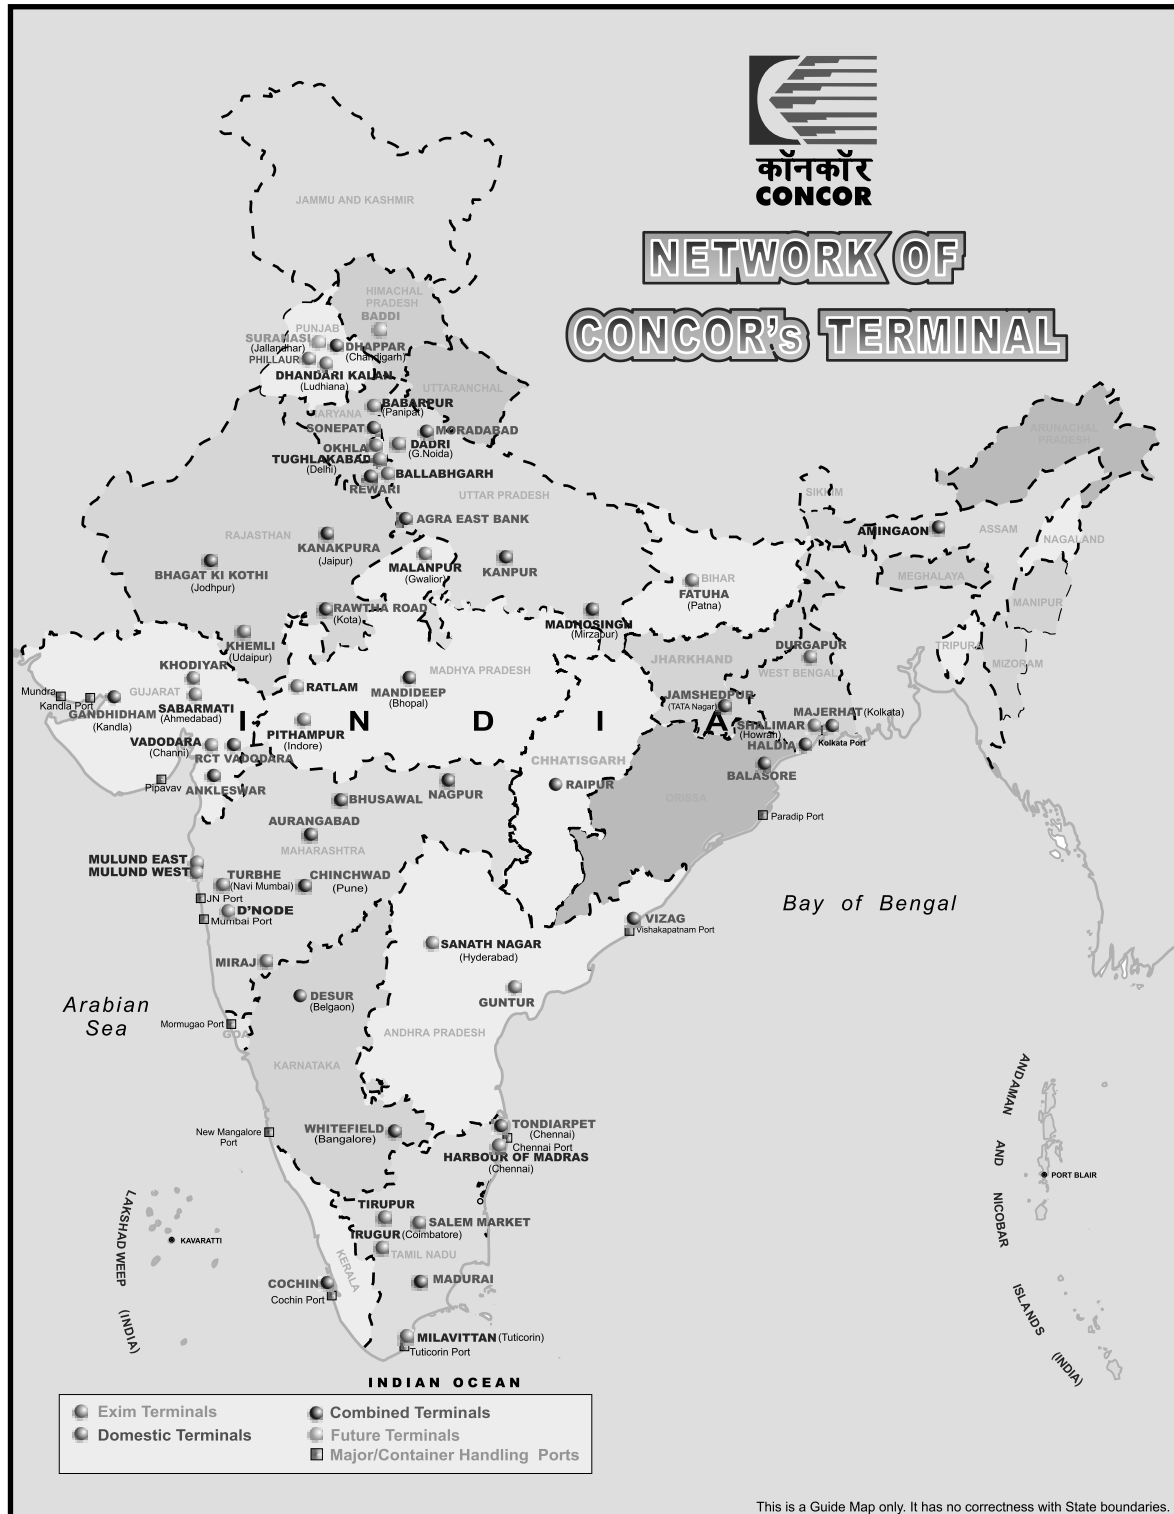 कॉनकॉर
CONCOR
NETWORK OF
CONCOR's TERMINAL
JAMMU AND KASHMIR
HIMACHAL
PRADESH
BADDI
PUNJAB
SURANASI
(Jallandhar)
DHAPPAR
(Chandigarh)
PHILLAUR
DHANDARI KALAN
(Ludhiana)
UTTARANCHAL
BABARPUR
(Panipat)
HARYANA
SONEPAT
MORADABAD
OKHLA
DADRI
(G.Noida)
TUGHLAKABAD
(Delhi)
BALLABHGARH
REWARI
UTTAR PRADESH
ARUNACHAL
PRADESH
SIKKIM
AGRA EAST BANK
RAJASTHAN
KANAKPURA
(Jaipur)
AMINGAON
ASSAM
NAGALAND
MALANPUR
(Gwalior)
KANPUR
BHAGAT KI KOTHI
(Jodhpur)
BIHAR
FATUHA
(Patna)
MEGHALAYA
MANIPUR
RAWTHA ROAD
(Kota)
MADHOSINGH
(Mirzapur)
KHEMLI
(Udaipur)
DURGAPUR
TRIPURA
MIZORAM
JHARKHAND
WEST BENGAL
KHODIYAR
MADHYA PRADESH
Mundra
Kandla Port
GUJARAT
RATLAM
MANDIDEEP
(Bhopal)
GANDHIDHAM
(Kandla)
SABARMATI
(Ahmedabad)
JAMSHEDPUR
(TATA Nagar)
I N D I A
MAJERHAT (Kolkata)
SHALIMAR
(Howrah)
PITHAMPUR
(Indore)
VADODARA
(Channi)
RCT VADODARA
HALDIA
Kolkata Port
CHHATISGARH
BALASORE
Pipavav
ANKLESWAR
BHUSAWAL
NAGPUR
RAIPUR
ORISSA
Paradip Port
AURANGABAD
MAHARASHTRA
MULUND EAST
MULUND WEST
TURBHE
(Navi Mumbai)
CHINCHWAD
(Pune)
JN Port
D'NODE
Mumbai Port
Bay of Bengal
VIZAG
Vishakapatnam Port
SANATH NAGAR
(Hyderabad)
MIRAJ
Arabian
Sea
DESUR
(Belgaon)
GUNTUR
Mormugao Port
GOA
ANDHRA PRADESH
KARNATAKA
WHITEFIELD
(Bangalore)
TONDIARPET
(Chennai)
Chennai Port
New Mangalore
Port
HARBOUR OF MADRAS
(Chennai)
ANDAMAN
AND
NICOBAR
ISLANDS
(INDIA)
PORT BLAIR
LAKSHAD WEEP
(INDIA)
KAVARATTI
TIRUPUR
SALEM MARKET
IRUGUR (Coimbatore)
TAMIL NADU
KERALA
COCHIN
Cochin Port
MADURAI
MILAVITTAN (Tuticorin)
Tuticorin Port
INDIAN OCEAN
Exim Terminals
Combined Terminals
Domestic Terminals
Future Terminals
Major/Container Handling Ports
This is a Guide Map only. It has no correctness with State boundaries.